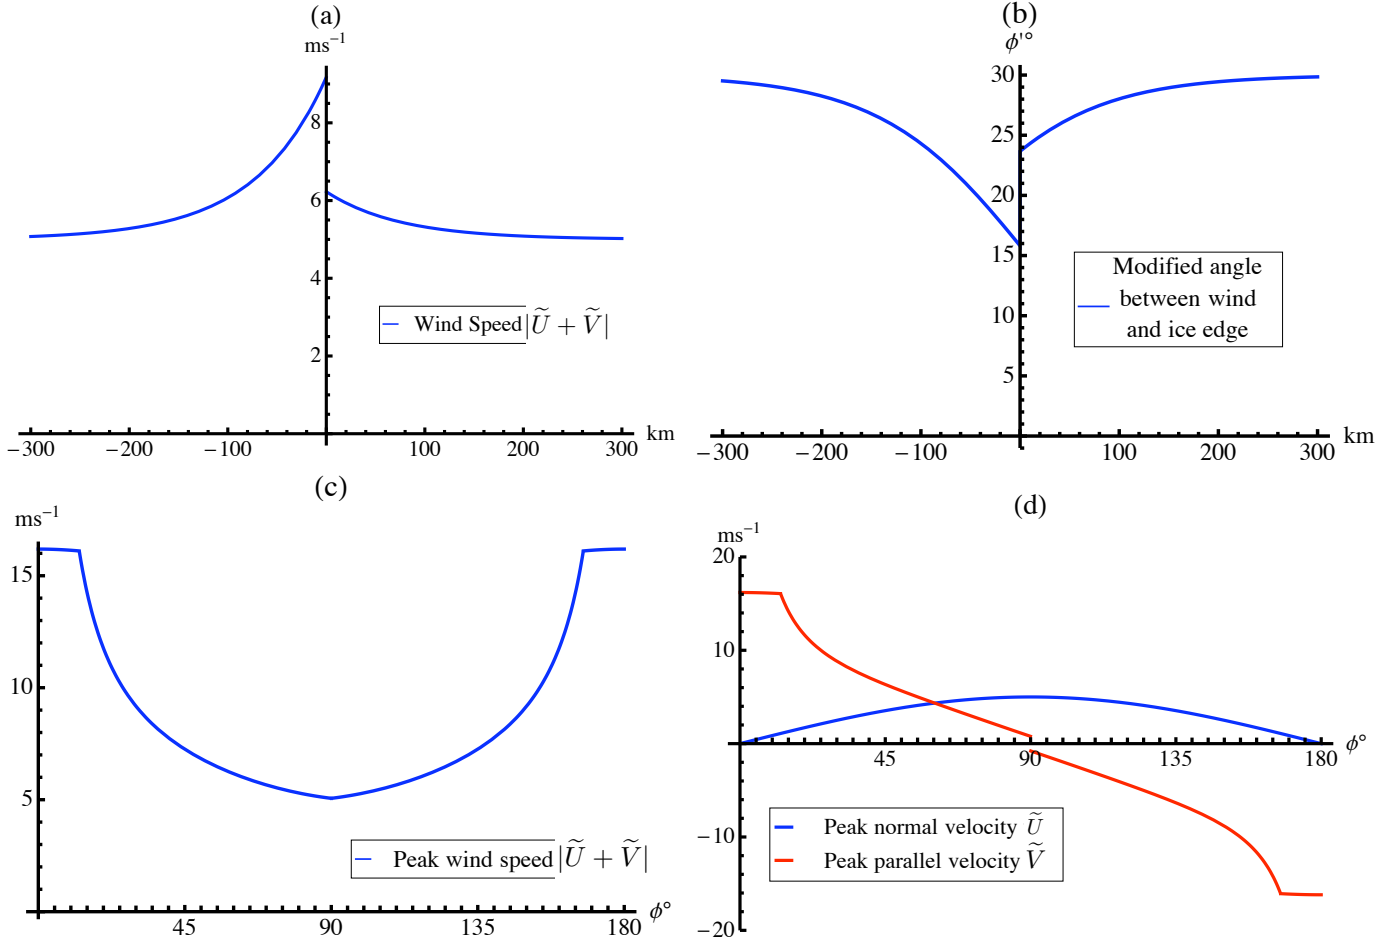 (a)
ms⁻¹
8
6
4
2
−300 −200 −100 100 200 300 km
Wind Speed |Ũ + Ṽ|
(b)
ϕ'°
30
25
20
15
10
5
−300 −200 −100 100 200 300 km
Modified angle
between wind
and ice edge
(c)
ms⁻¹
15
10
5
45 90 135 180 ϕ°
Peak wind speed |Ũ + Ṽ|
(d)
ms⁻¹
20
10
−10
−20
45 90 135 180 ϕ°
Peak normal velocity Ũ
Peak parallel velocity Ṽ